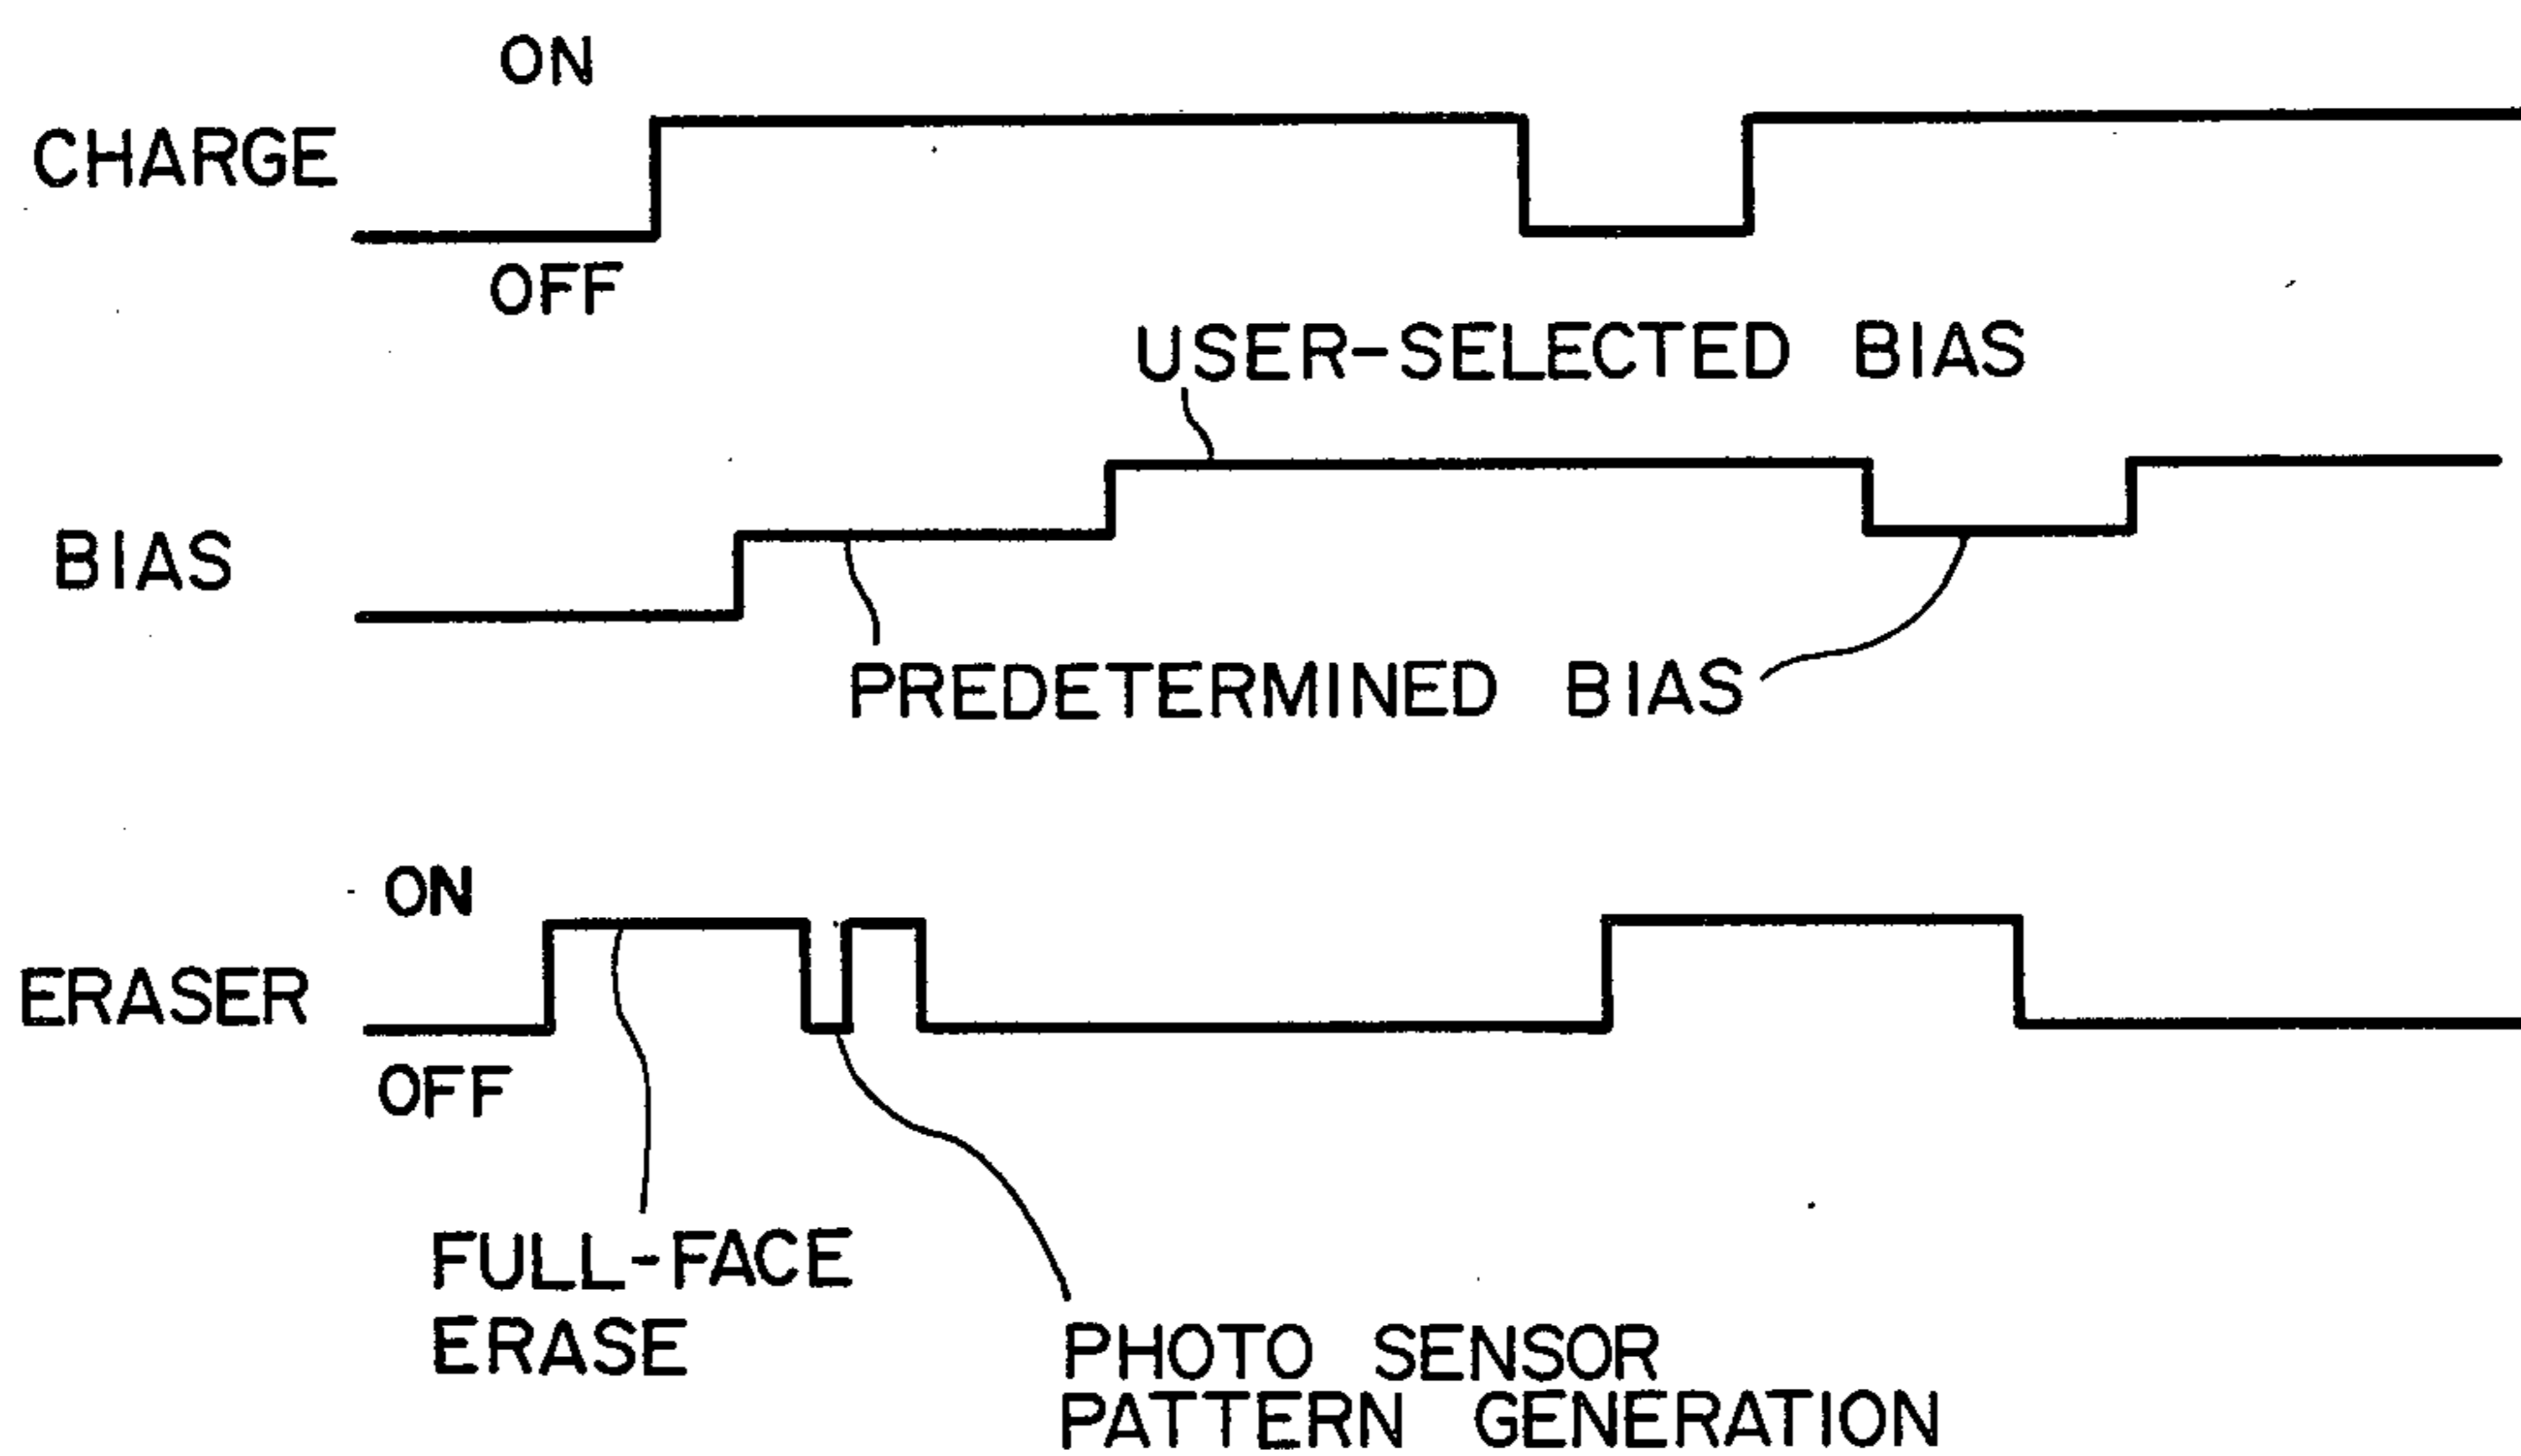 ON
CHARGE
OFF
USER-SELECTED BIAS
BIAS
PREDETERMINED BIAS
ON
ERASER
OFF
FULL-FACE
ERASE
PHOTO SENSOR
PATTERN GENERATION